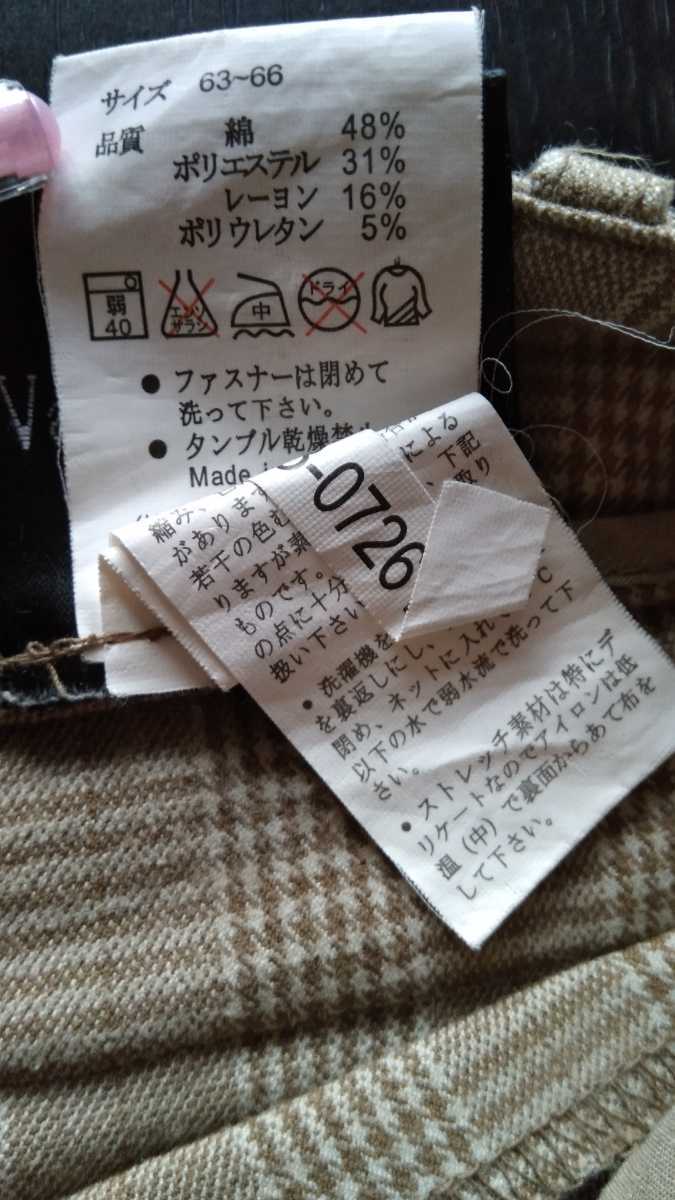 サイズ 63~66
品質 綿 48%
ポリエステル 31%
レーヨン 16%
ポリウレタン 5%
弱 40
エンソ サラン
中
ドライ
● ファスナーは閉めて
洗って下さい。
● タンブル乾燥禁止
Made
V
-0726
による
、下記
取り
縮み、
がありま
若干の色む
りますが素
ものです。
の点に十分
扱い下さい
● 洗濯機を
を裏返しにし、
閉め、ネットに入れ C
以下の水で弱水流で洗って下
さい。
● ストレッチ素材は特にデ
リケートなのでアイロンは低
温(中)で裏面からあて布を
して下さい。